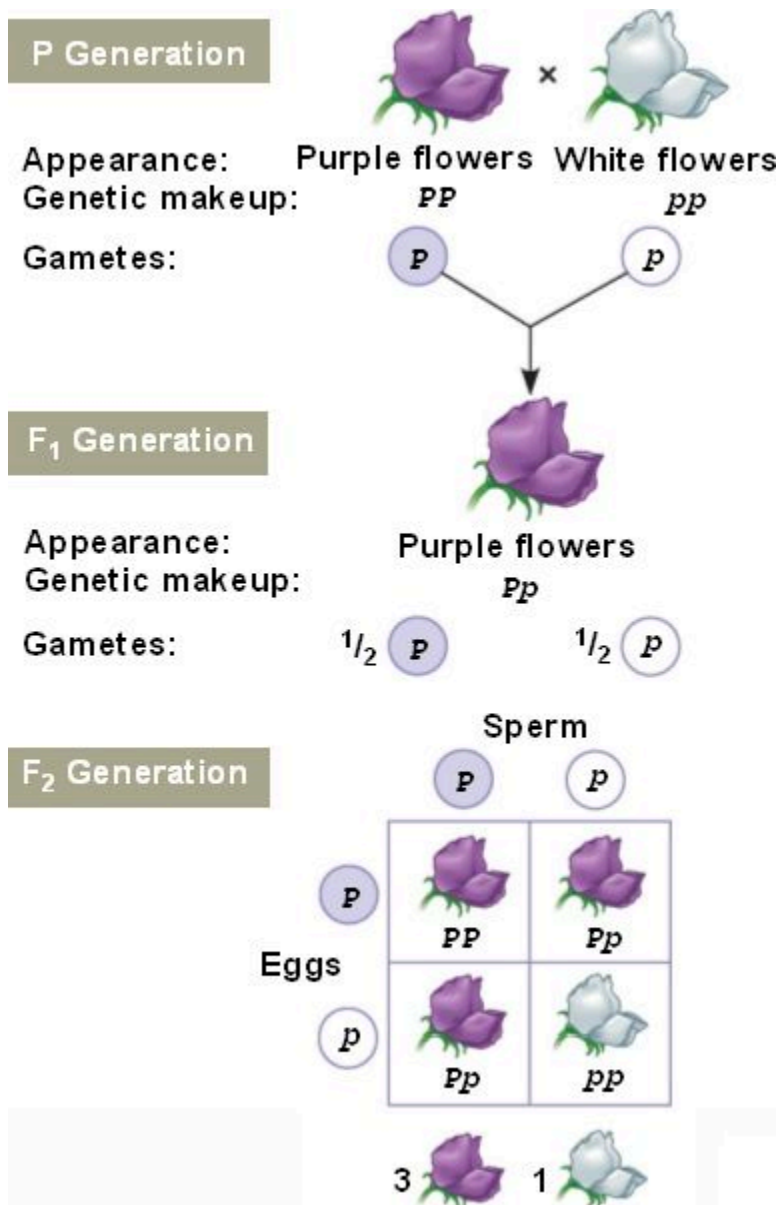 P Generation
×
Appearance: Purple flowers White flowers
Genetic makeup: PP pp
Gametes: P p
F₁ Generation
Appearance: Purple flowers
Genetic makeup: Pp
Gametes: 1/2 P 1/2 p
Sperm
F₂ Generation P p
P
PP Pp
Eggs
p
Pp pp
3 1